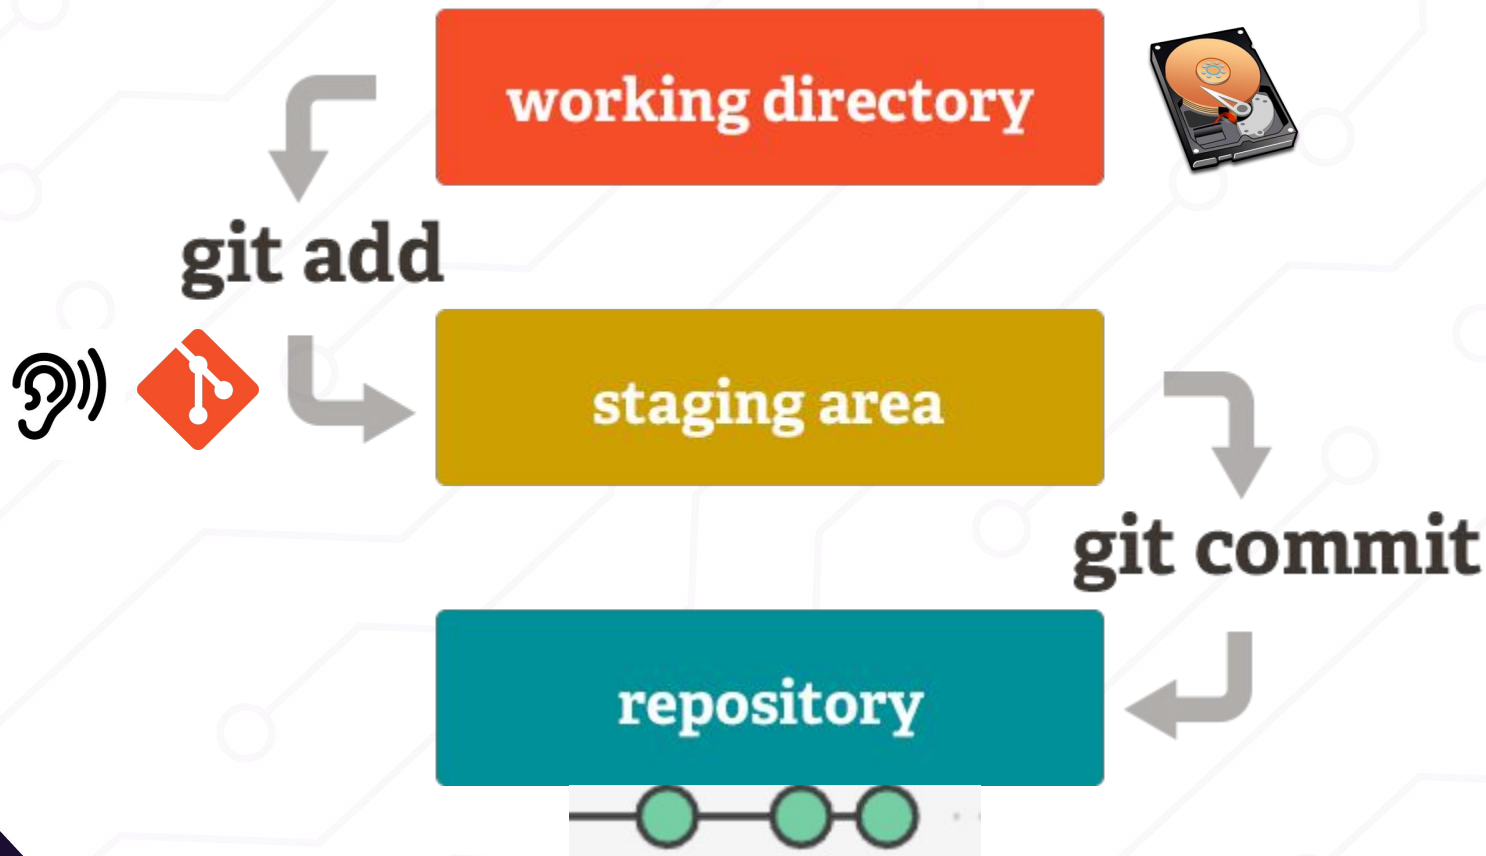 working directory
git add
staging area
git commit
repository